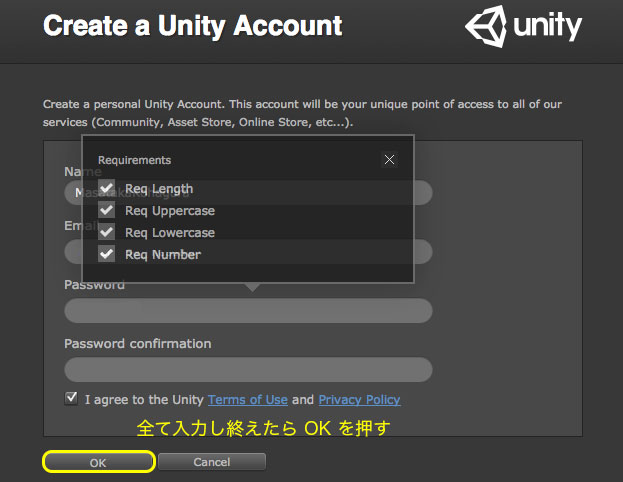 Create a Unity Account
unity
Create a personal Unity Account. This account will be your unique point of access to all of our
services (Community, Asset Store, Online Store, etc...).
Requirements
Name
Req Length
Req Uppercase
Email
Req Lowercase
Req Number
Password
Password confirmation
I agree to the Unity Terms of Use and Privacy Policy
全て入力し終えたら OK を押す
OK
Cancel